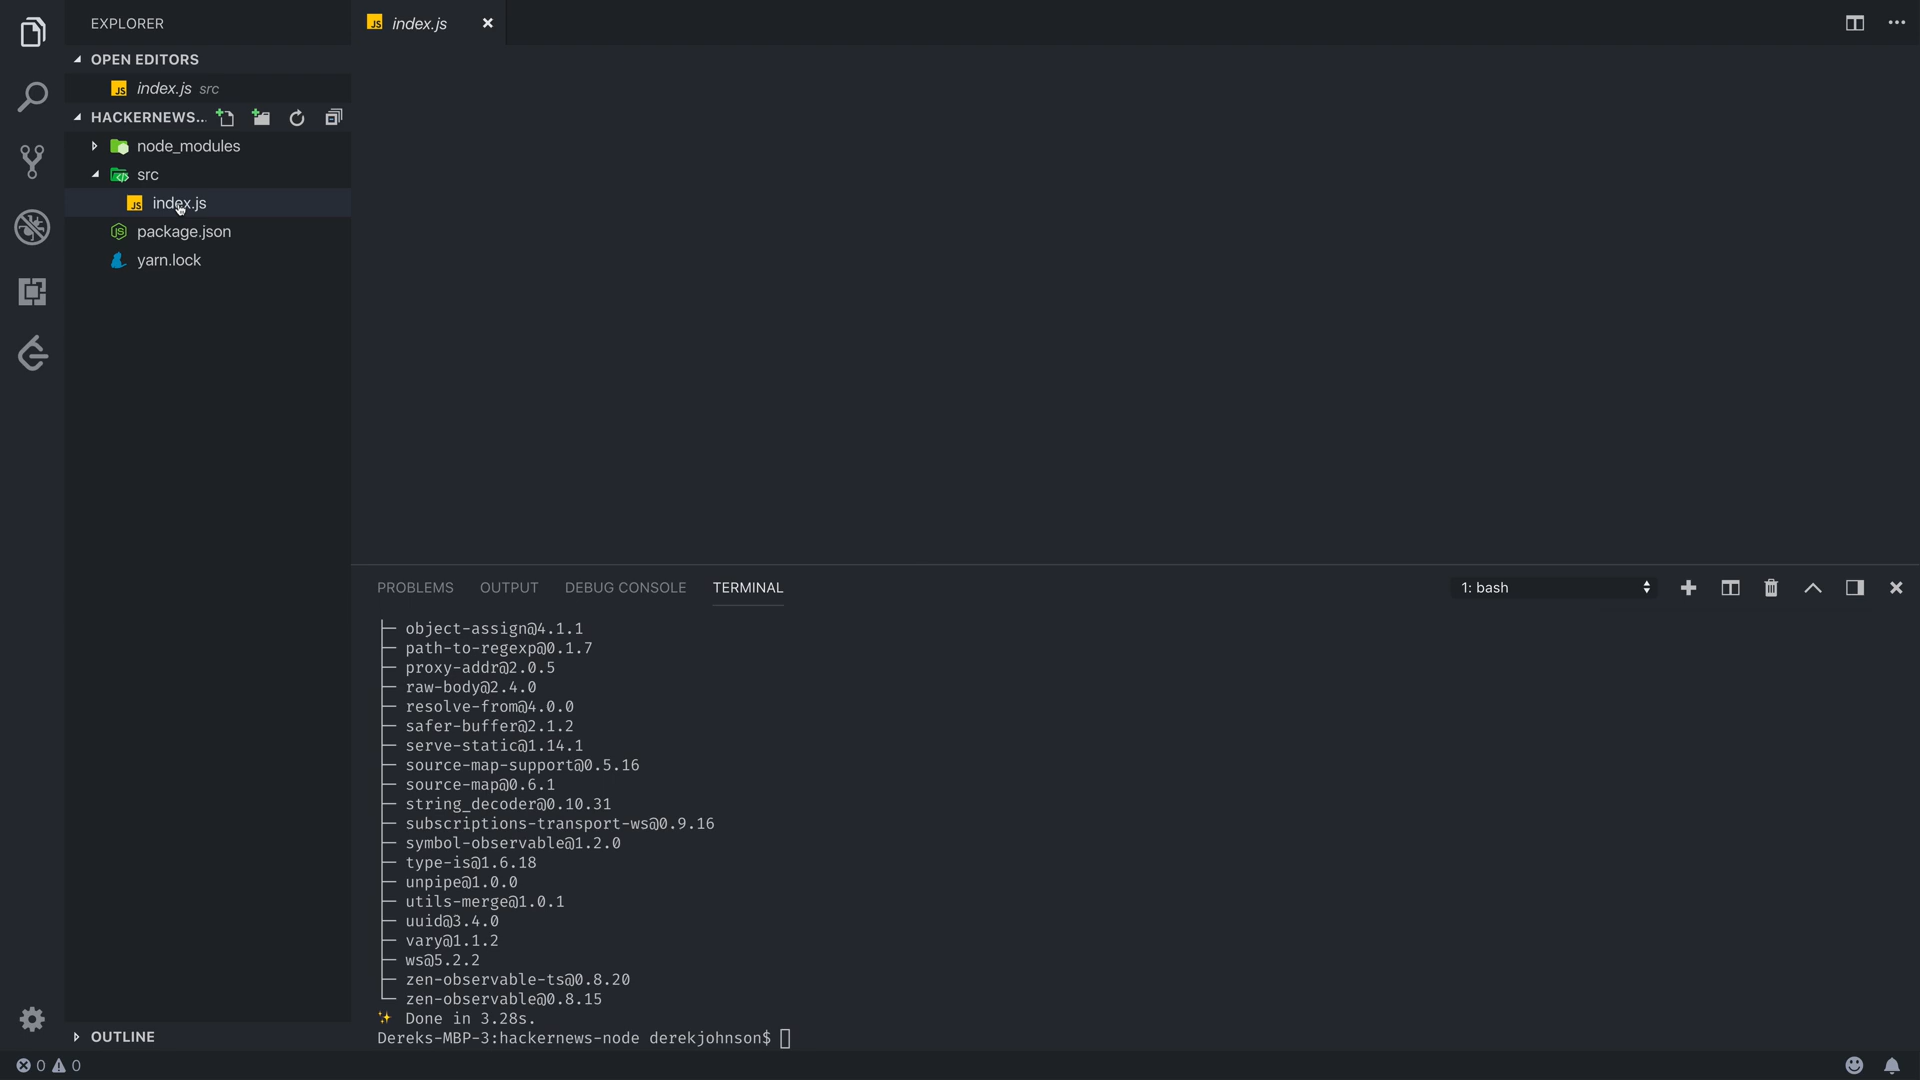 EXPLORER
JS index.js
OPEN EDITORS
JS index.js src
HACKERNEWS...
node_modules
src
JS index.js
JS package.json
yarn.lock
PROBLEMS OUTPUT DEBUG CONSOLE TERMINAL
1: bash
├─ object-assign@4.1.1
├─ path-to-regexp@0.1.7
├─ proxy-addr@2.0.5
├─ raw-body@2.4.0
├─ resolve-from@4.0.0
├─ safer-buffer@2.1.2
├─ serve-static@1.14.1
├─ source-map-support@0.5.16
├─ source-map@0.6.1
├─ string_decoder@0.10.31
├─ subscriptions-transport-ws@0.9.16
├─ symbol-observable@1.2.0
├─ type-is@1.6.18
├─ unpipe@1.0.0
├─ utils-merge@1.0.1
├─ uuid@3.4.0
├─ vary@1.1.2
├─ ws@5.2.2
├─ zen-observable-ts@0.8.20
└─ zen-observable@0.8.15
✨ Done in 3.28s.
Dereks-MBP-3:hackernews-node derekjohnson$
OUTLINE
0 0